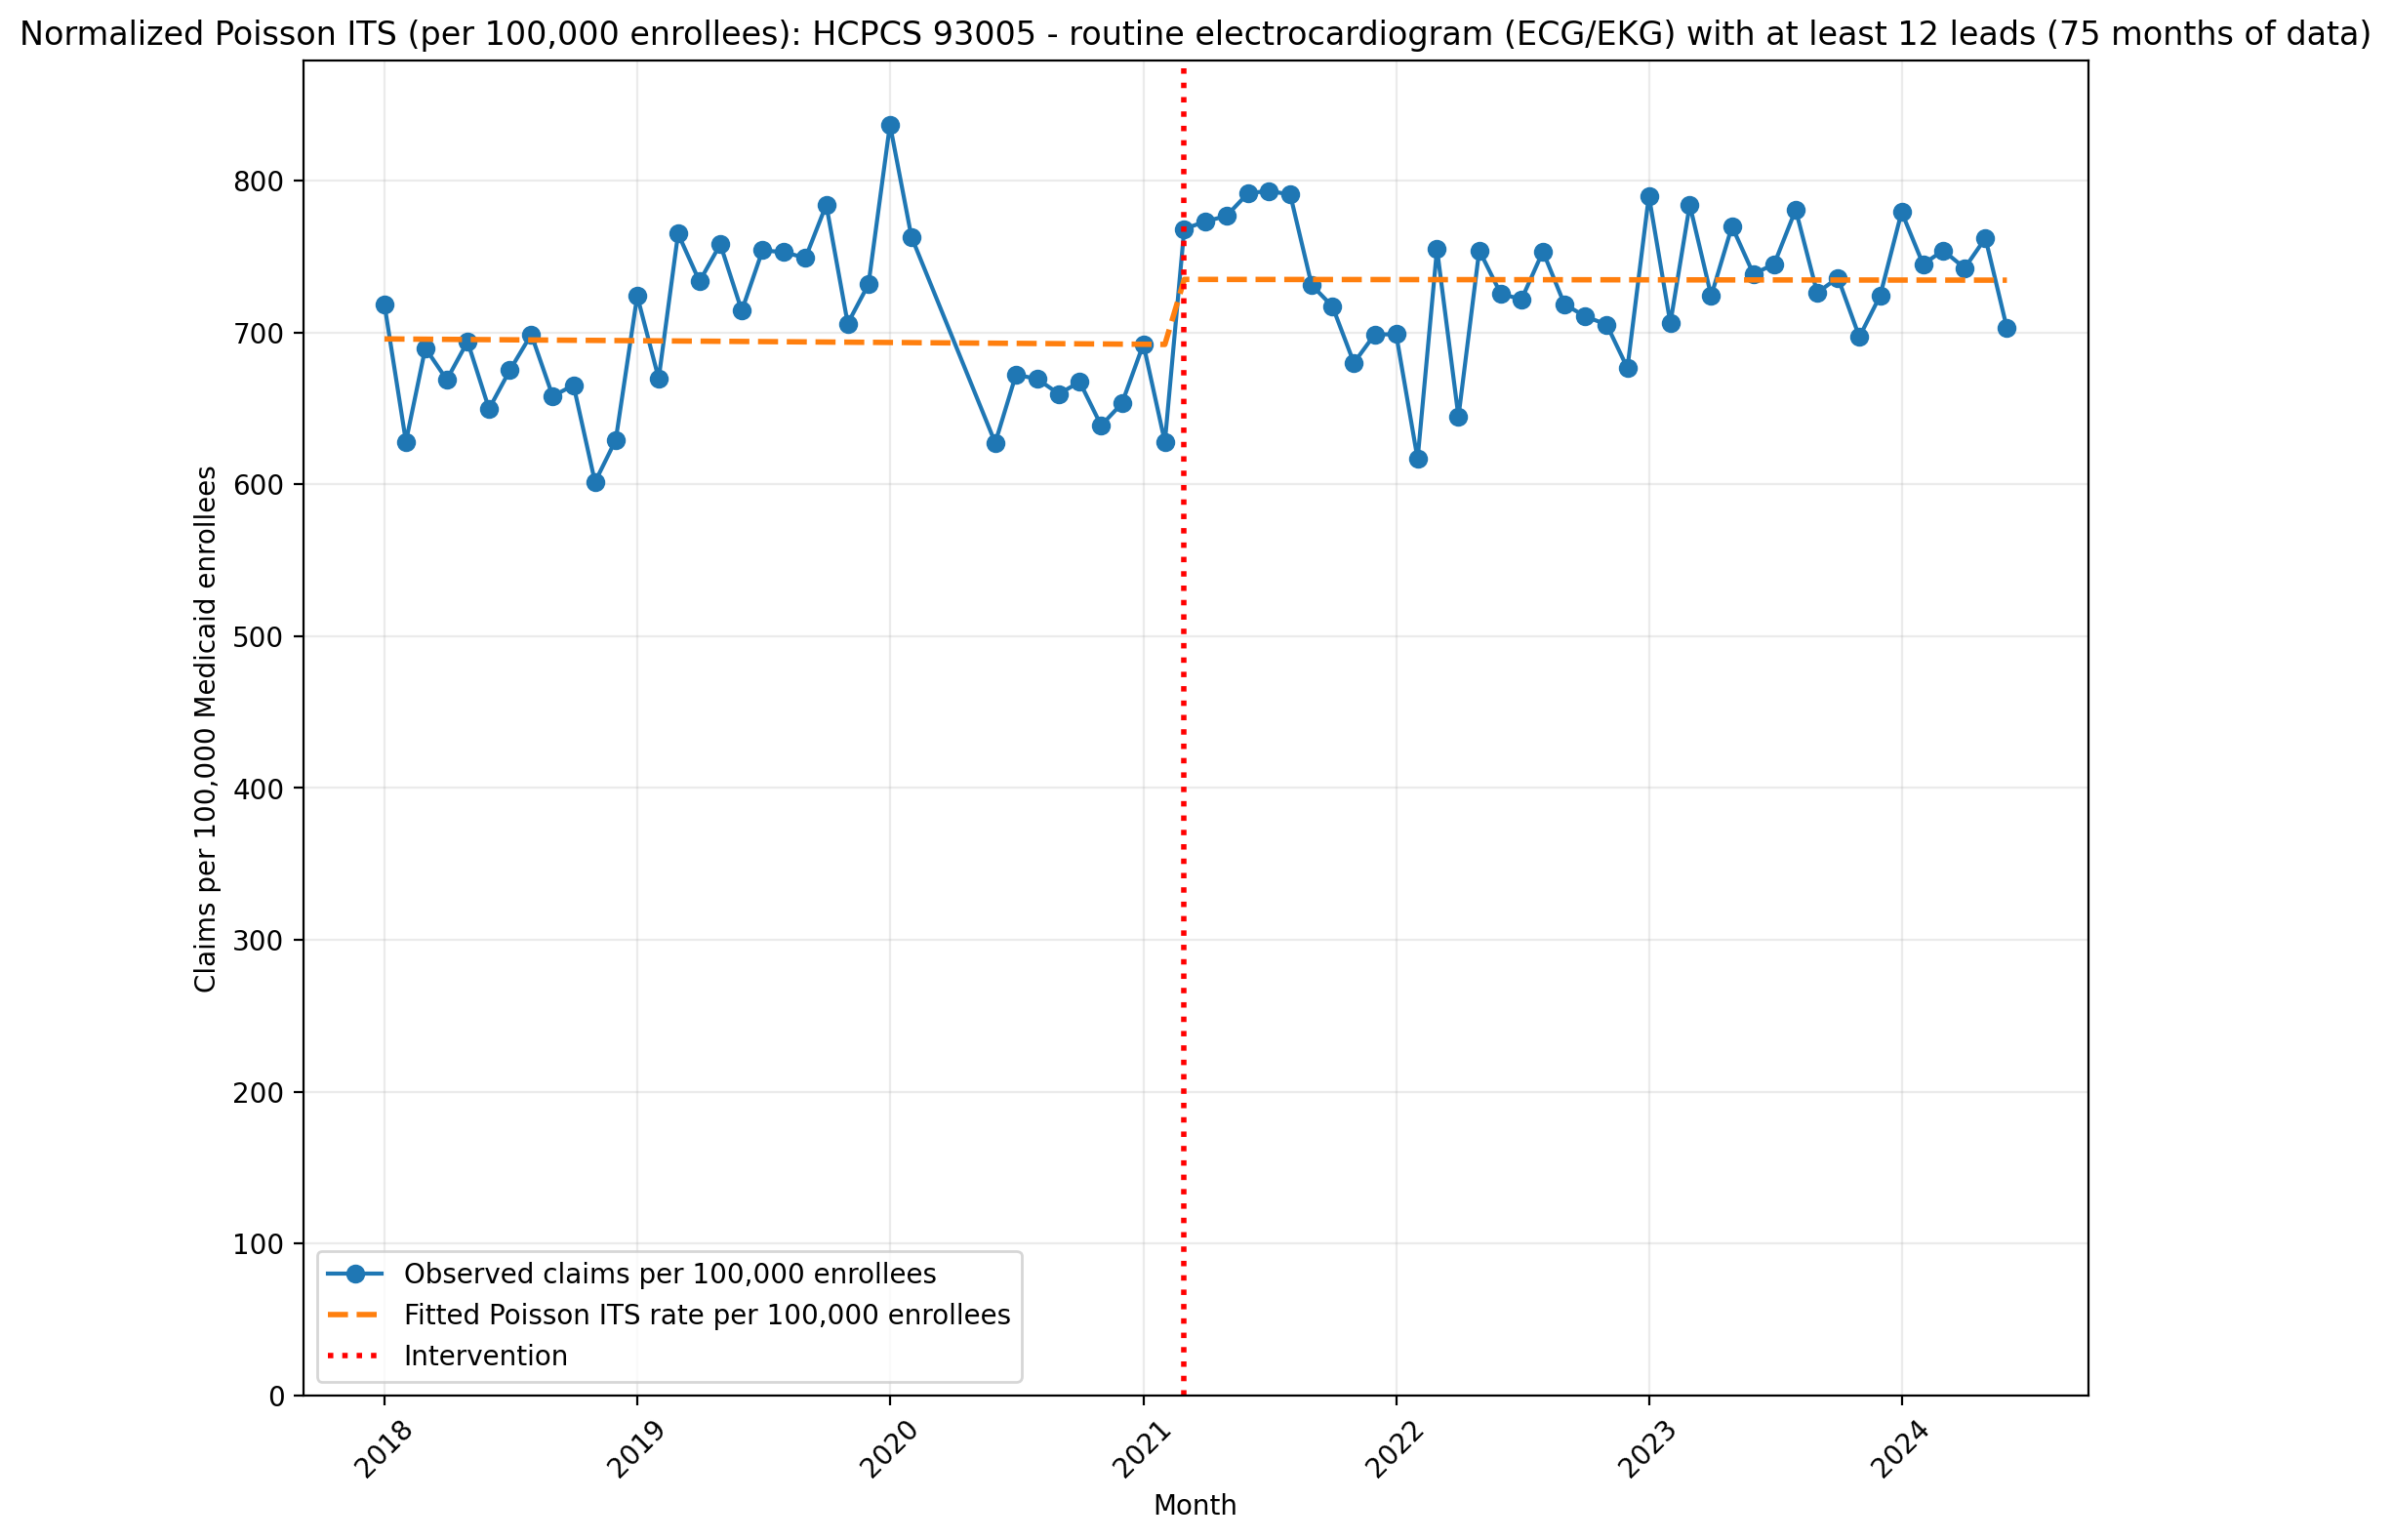 Normalized Poisson ITS (per 100,000 enrollees): HCPCS 93005 - routine electrocardiogram (ECG/EKG) with at least 12 leads (75 months of data)
Claims per 100,000 Medicaid enrollees
800
700
600
500
400
300
200
100
0
Observed claims per 100,000 enrollees
Fitted Poisson ITS rate per 100,000 enrollees
Intervention
2018
2019
2020
2021
2022
2023
2024
Month